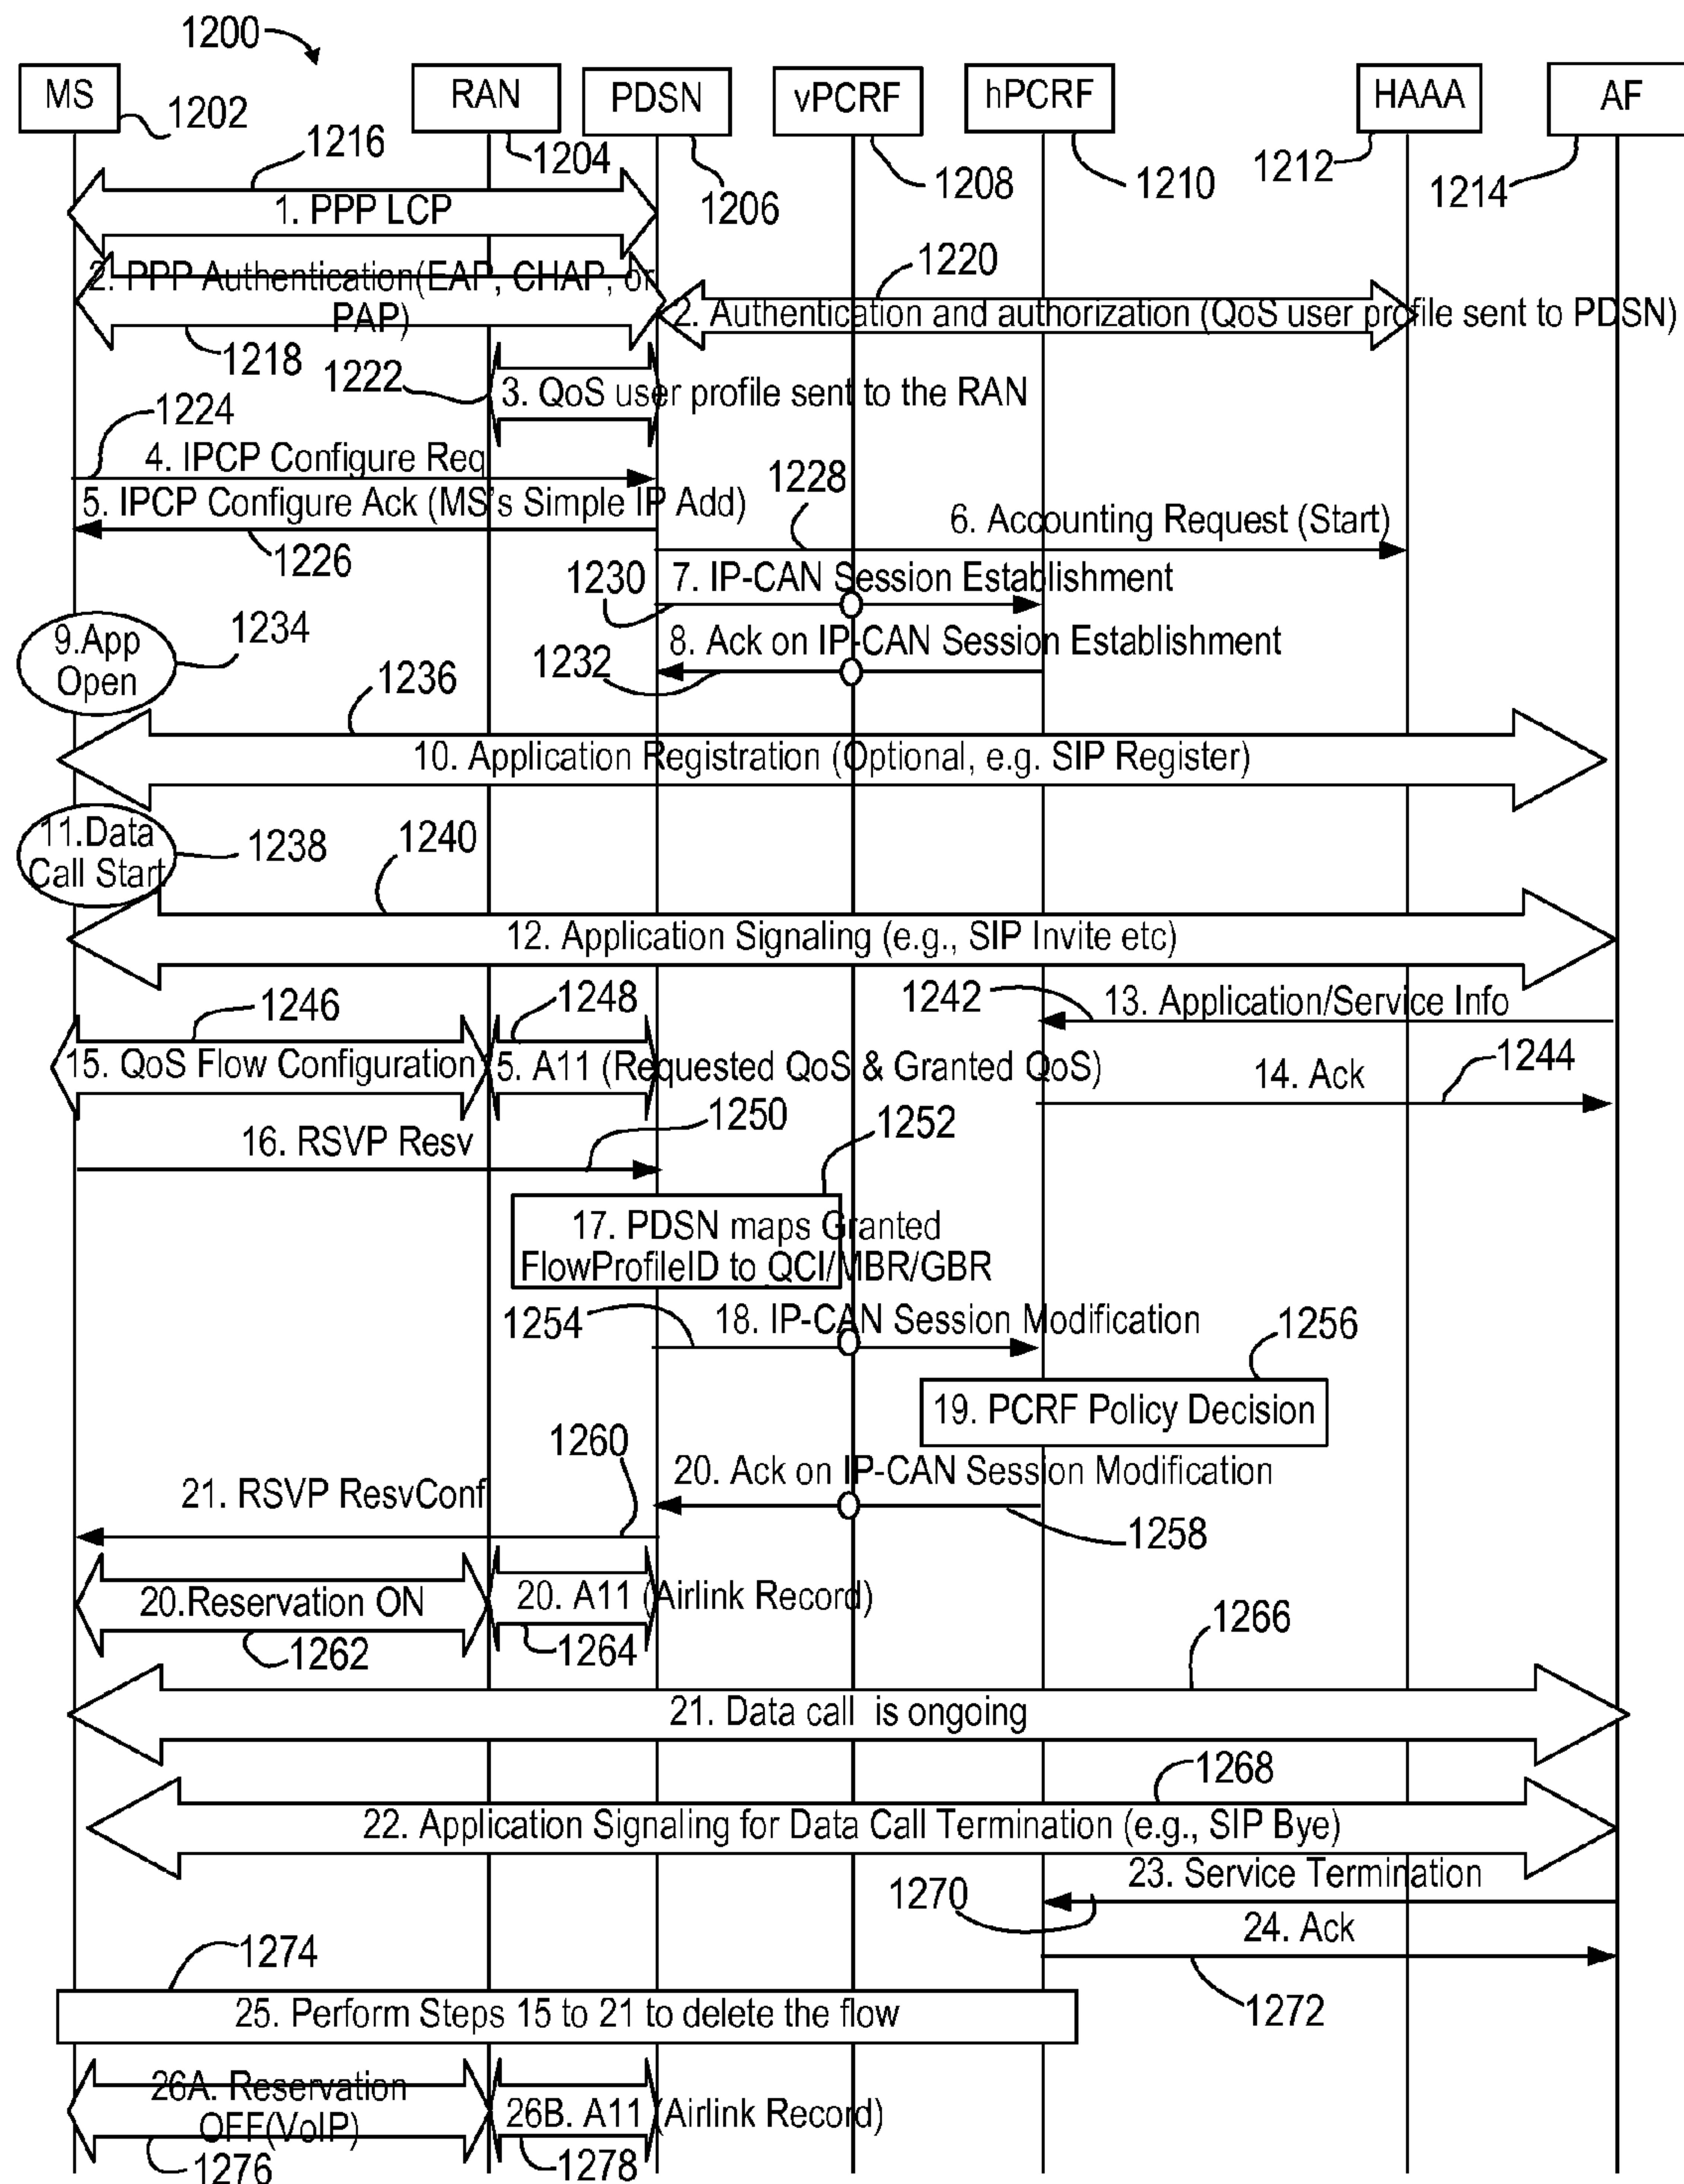 1200
MS
RAN
PDSN
vPCRF
hPCRF
HAAA
AF
1202
1204
1206
1208
1210
1212
1214
1216
1. PPP LCP
2. PPP Authentication(EAP, CHAP, or
PAP)
1218
1220
2. Authentication and authorization (QoS user profile sent to PDSN)
1222
3. QoS user profile sent to the RAN
1224
4. IPCP Configure Req
5. IPCP Configure Ack (MS's Simple IP Add)
1226
1228
6. Accounting Request (Start)
1230
7. IP-CAN Session Establishment
8. Ack on IP-CAN Session Establishment
1232
9.App
Open
1234
1236
10. Application Registration (Optional, e.g. SIP Register)
11.Data
Call Start
1238
1240
12. Application Signaling (e.g., SIP Invite etc)
1242
13. Application/Service Info
1246
1248
15. QoS Flow Configuration
5. A11 (Requested QoS & Granted QoS)
14. Ack
1244
16. RSVP Resv
1250
1252
17. PDSN maps Granted
FlowProfileID to QCI/MBR/GBR
1254
18. IP-CAN Session Modification
1256
19. PCRF Policy Decision
1260
20. Ack on IP-CAN Session Modification
21. RSVP ResvConf
1258
20.Reservation ON
20. A11 (Airlink Record)
1262
1264
1266
21. Data call is ongoing
1268
22. Application Signaling for Data Call Termination (e.g., SIP Bye)
23. Service Termination
1270
24. Ack
1272
1274
25. Perform Steps 15 to 21 to delete the flow
26A. Reservation
OFF(VoIP)
26B. A11 (Airlink Record)
1276
1278